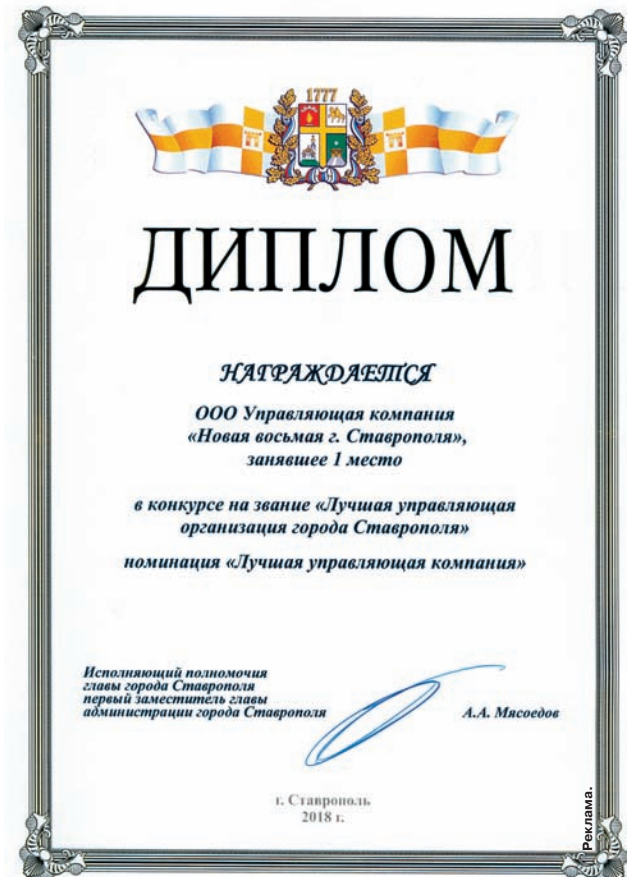 1777
ДИПЛОМ
НАГРАЖДАЕТСЯ
ООО Управляющая компания
«Новая восьмая г. Ставрополя»,
занявшее 1 место
в конкурсе на звание «Лучшая управляющая
организация города Ставрополя»
номинация «Лучшая управляющая компания»
Исполняющий полномочия
главы города Ставрополя
первый заместитель главы
администрации города Ставрополя
А.А. Мясоедов
г. Ставрополь
2018 г.
Реклама.